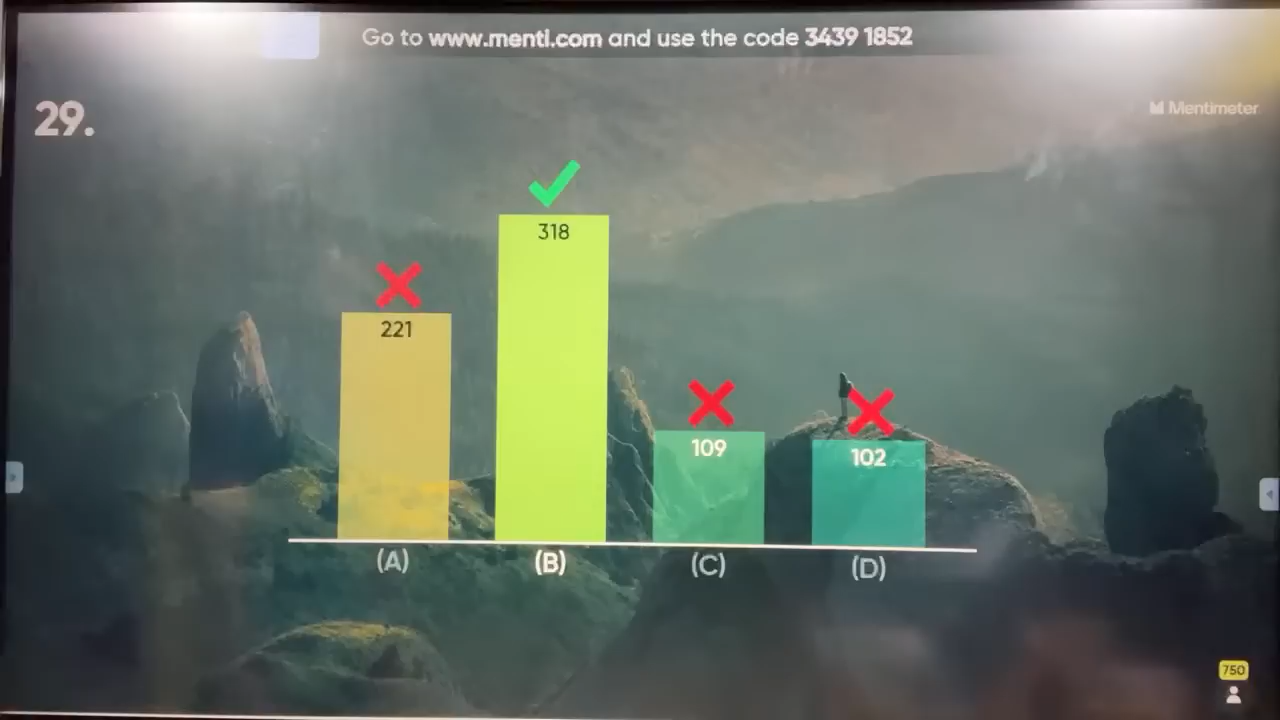 Go to www.menti.com and use the code 3439 1852
29.
Mentimeter
318
221
109
102
(A)
(B)
(C)
(D)
750